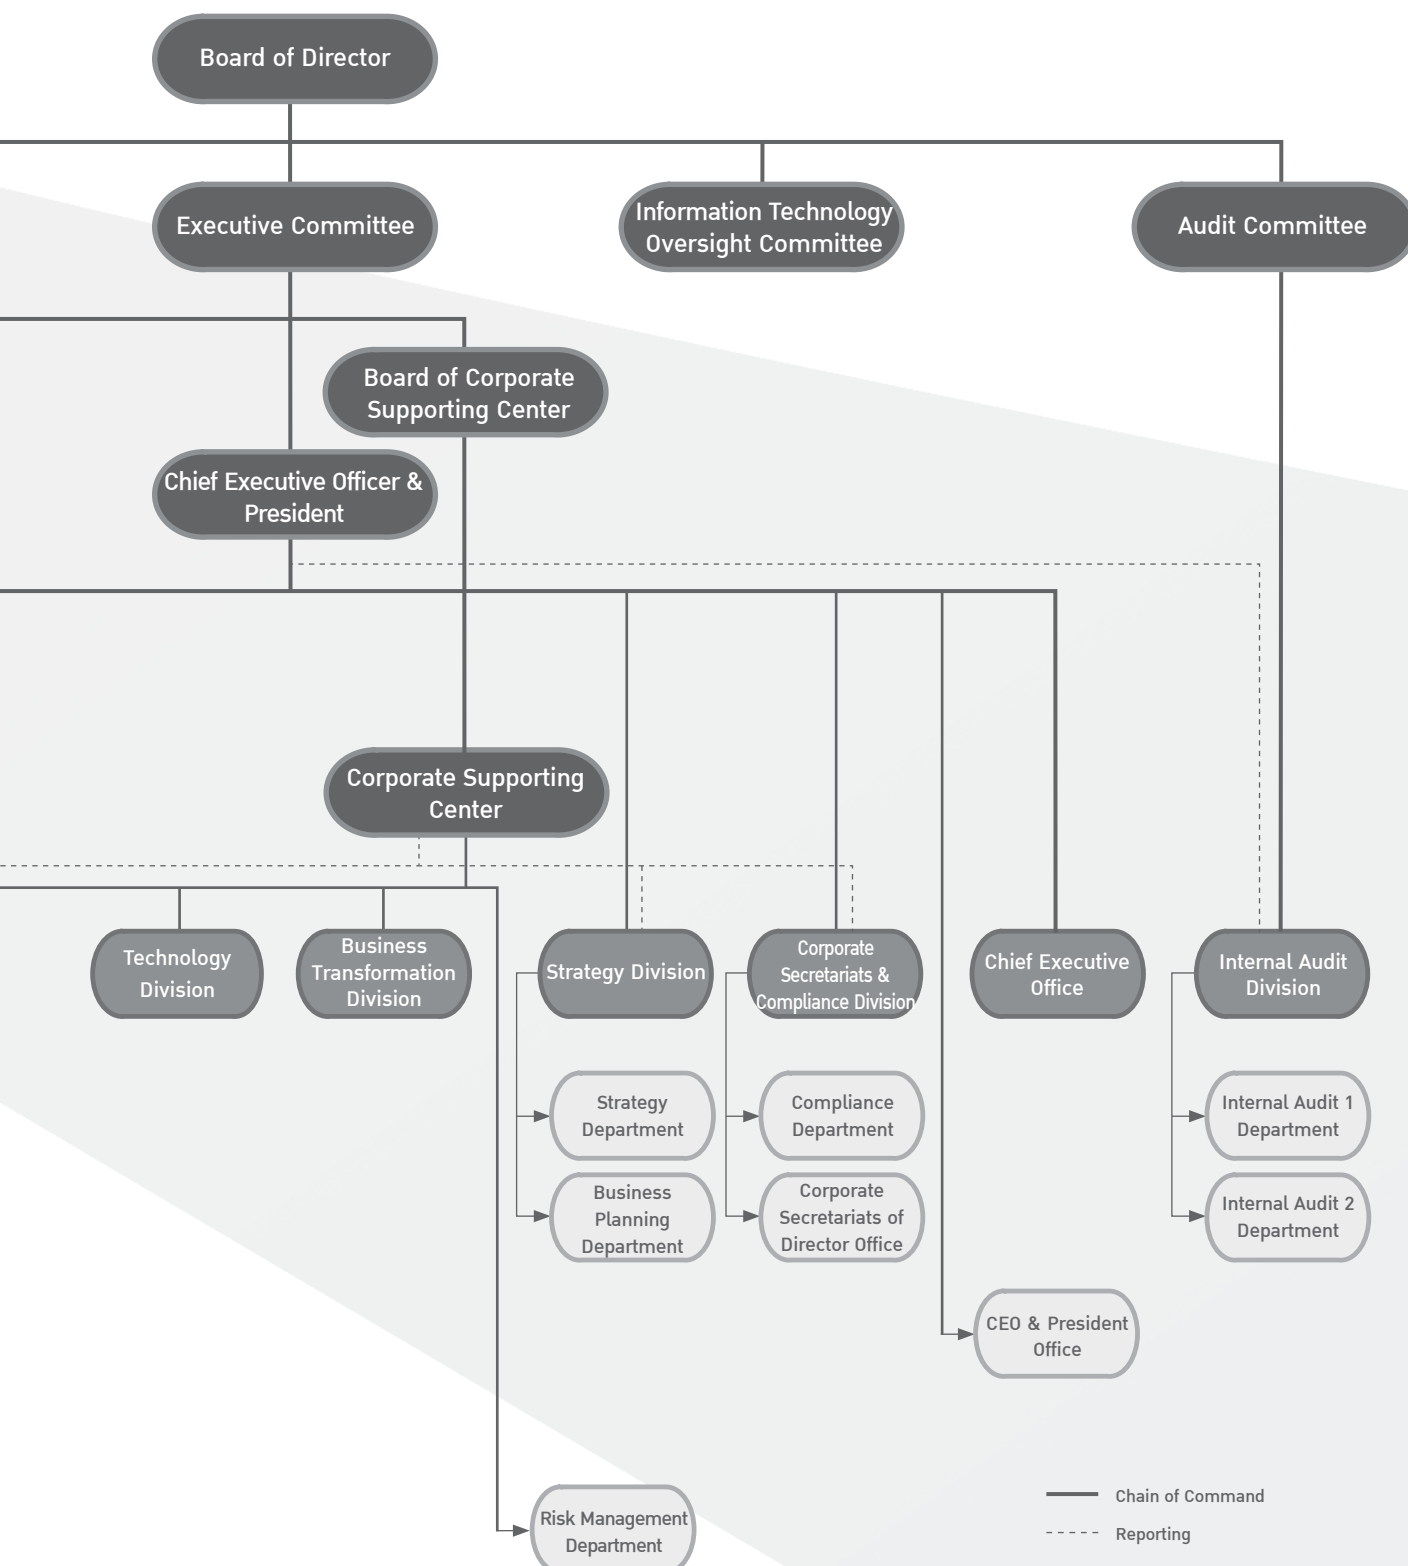 Board of Director
Executive Committee
Information Technology
Oversight Committee
Audit Committee
Board of Corporate
Supporting Center
Chief Executive Officer &
President
Corporate Supporting
Center
Technology
Division
Business
Transformation
Division
Strategy Division
Corporate
Secretariats &
Compliance Division
Chief Executive
Office
Internal Audit
Division
Strategy
Department
Compliance
Department
Internal Audit 1
Department
Business
Planning
Department
Corporate
Secretariats of
Director Office
Internal Audit 2
Department
CEO & President
Office
Risk Management
Department
Chain of Command
Reporting